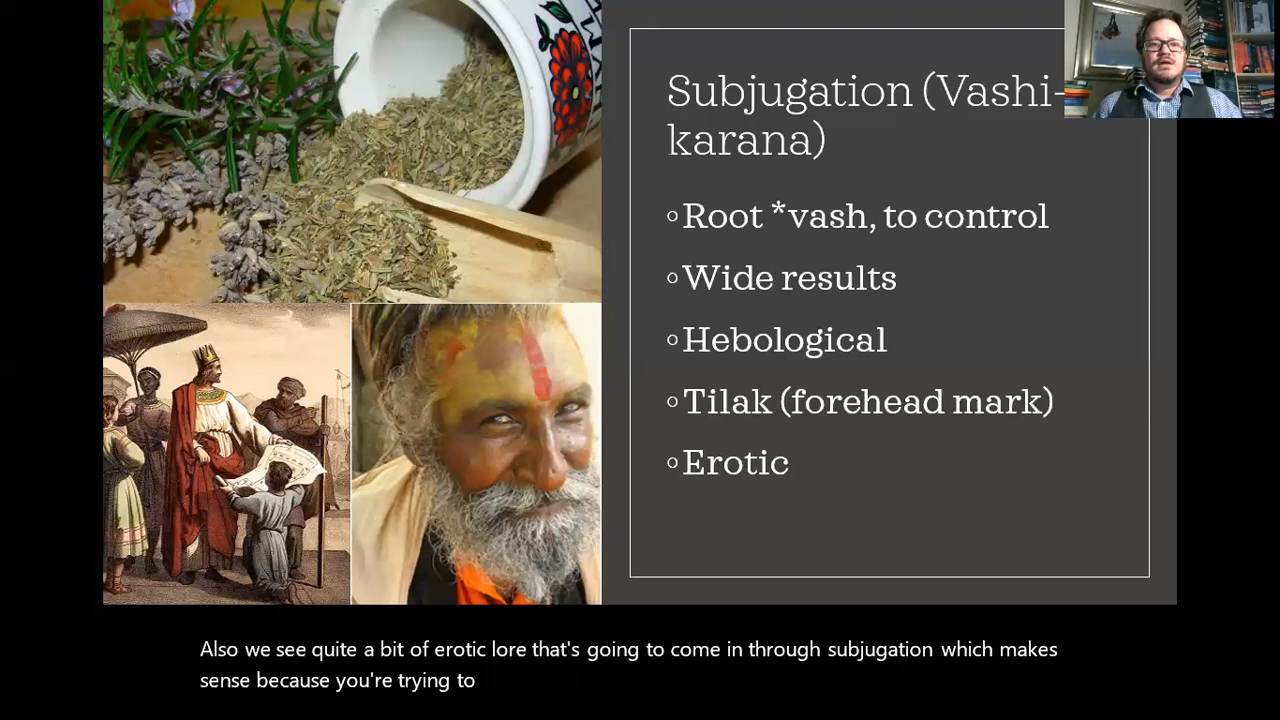 Subjugation (Vashi-
karana)
Root *vash, to control
Wide results
Hebological
Tilak (forehead mark)
Erotic
Also we see quite a bit of erotic lore that's going to come in through subjugation which makes
sense because you're trying to